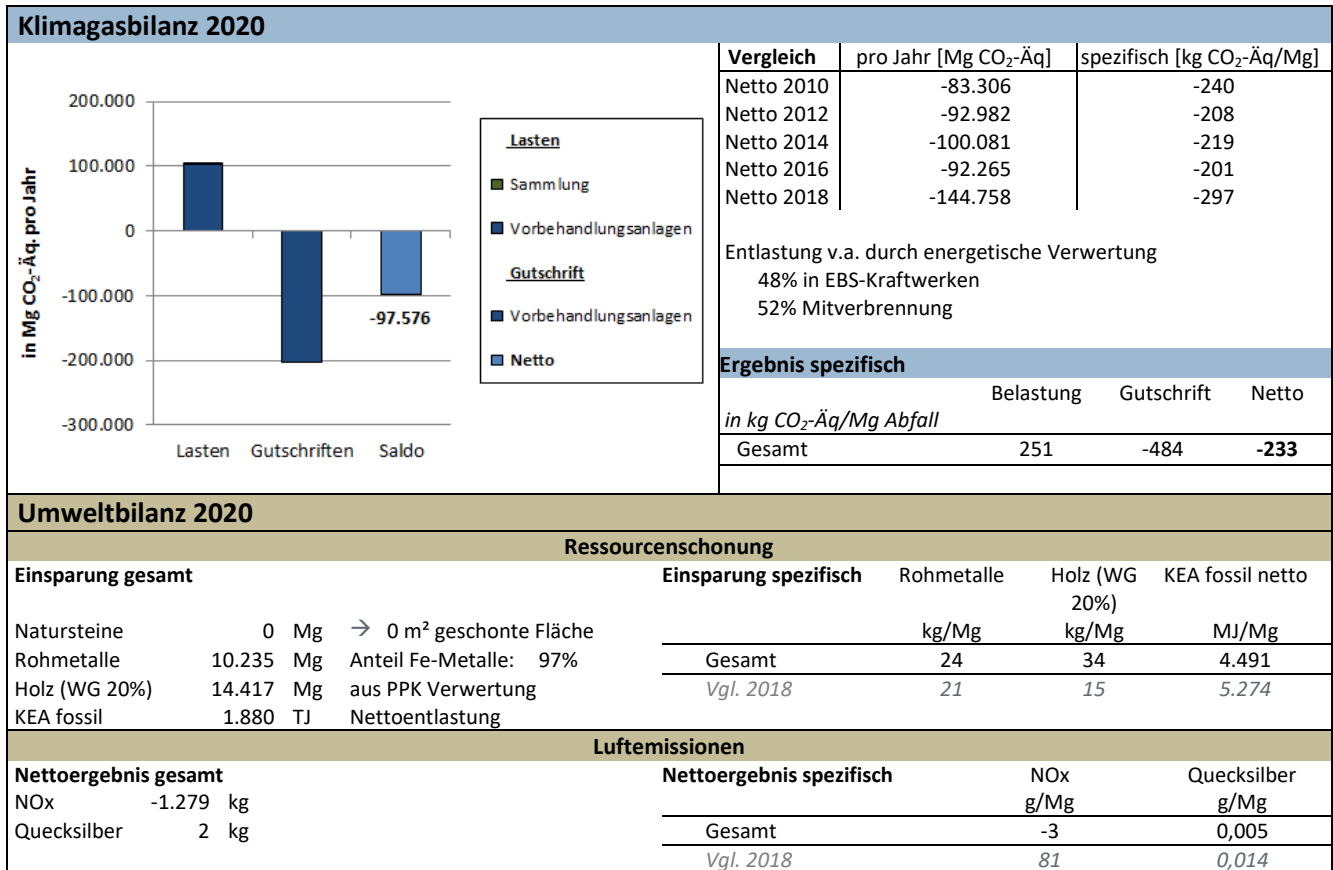 Klimagasbilanz 2020
in Mg CO₂-Äq. pro Jahr
200.000
100.000
0
-100.000
-200.000
-300.000
-97.576
Lasten Gutschriften Saldo
Lasten
Sammlung
Vorbehandlungsanlagen
Gutschrift
Vorbehandlungsanlagen
Netto
Vergleich pro Jahr [Mg CO₂-Äq] spezifisch [kg CO₂-Äq/Mg]
Netto 2010 -83.306 -240
Netto 2012 -92.982 -208
Netto 2014 -100.081 -219
Netto 2016 -92.265 -201
Netto 2018 -144.758 -297
Entlastung v.a. durch energetische Verwertung
48% in EBS-Kraftwerken
52% Mitverbrennung
Ergebnis spezifisch
Belastung Gutschrift Netto
in kg CO₂-Äq/Mg Abfall
Gesamt 251 -484 -233
Umweltbilanz 2020
Ressourcenschonung
Einsparung gesamt
Natursteine 0 Mg → 0 m² geschonte Fläche
Rohmetalle 10.235 Mg Anteil Fe-Metalle: 97%
Holz (WG 20%) 14.417 Mg aus PPK Verwertung
KEA fossil 1.880 TJ Nettoentlastung
Einsparung spezifisch Rohmetalle Holz (WG KEA fossil netto
20%)
kg/Mg kg/Mg MJ/Mg
Gesamt 24 34 4.491
Vgl. 2018 21 15 5.274
Luftemissionen
Nettoergebnis gesamt
NOx -1.279 kg
Quecksilber 2 kg
Nettoergebnis spezifisch NOx Quecksilber
g/Mg g/Mg
Gesamt -3 0,005
Vgl. 2018 81 0,014